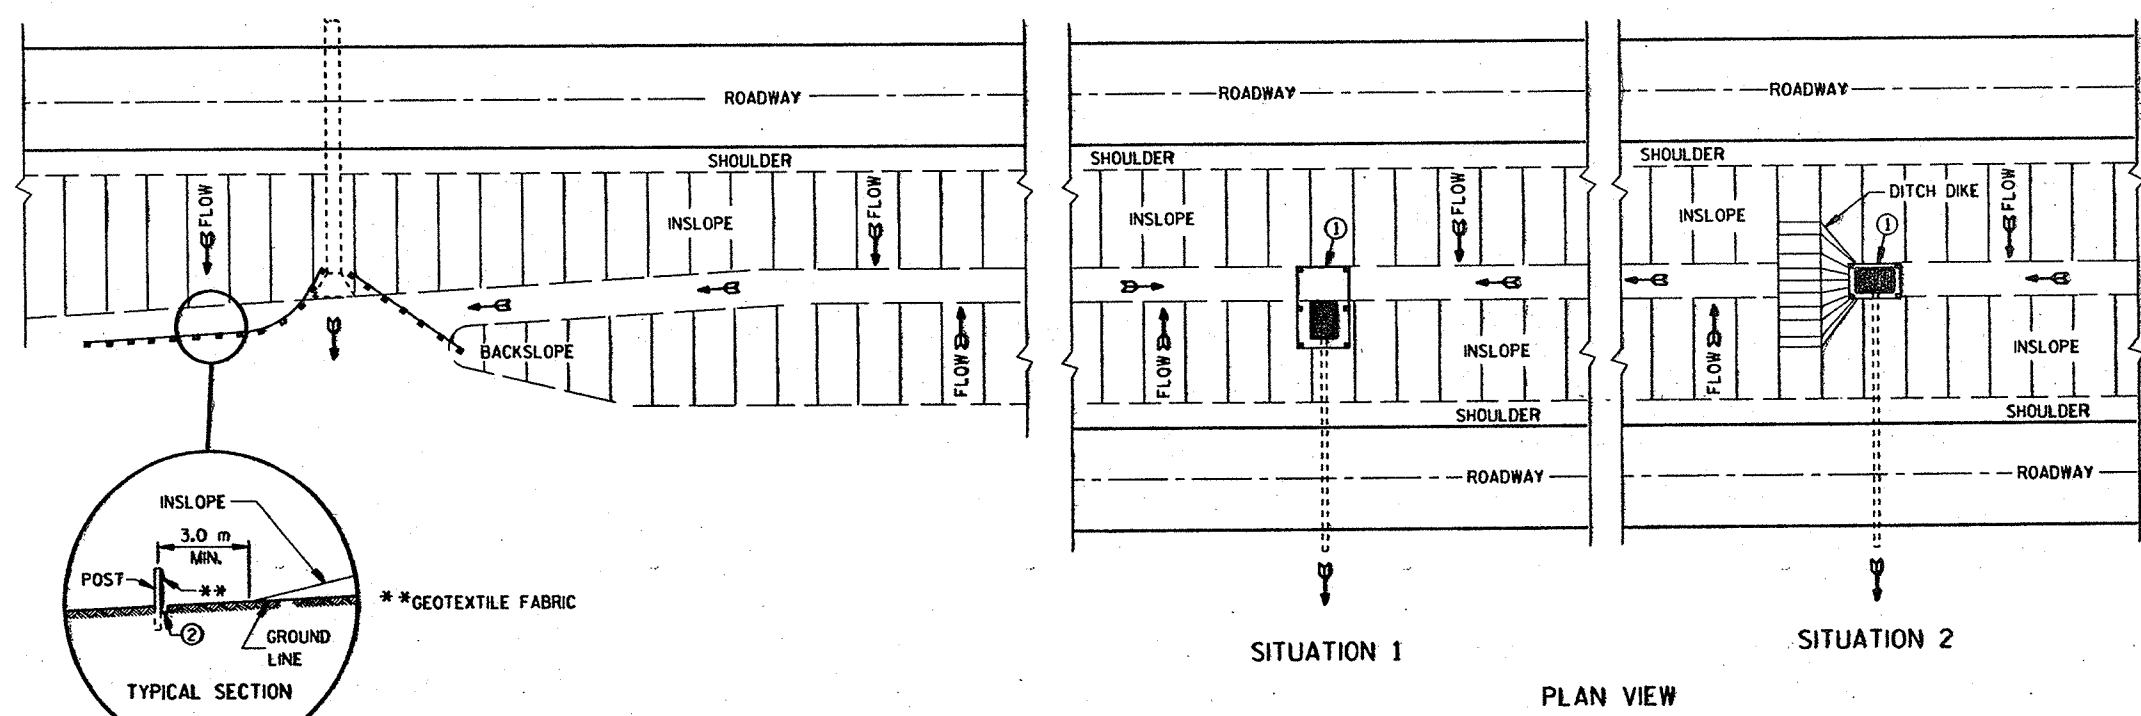 ROADWAY
SHOULDER
FLOW
INSLOPE
FLOW
BACKSLOPE
FLOW
INSLOPE
3.0 m
MIN.
POST
**
2
GROUND
LINE
TYPICAL SECTION
**GEOTEXTILE FABRIC
ROADWAY
SHOULDER
INSLOPE
1
FLOW
FLOW
INSLOPE
SHOULDER
ROADWAY
SITUATION 1
ROADWAY
SHOULDER
INSLOPE
DITCH DIKE
1
FLOW
FLOW
INSLOPE
SHOULDER
ROADWAY
SITUATION 2
PLAN VIEW